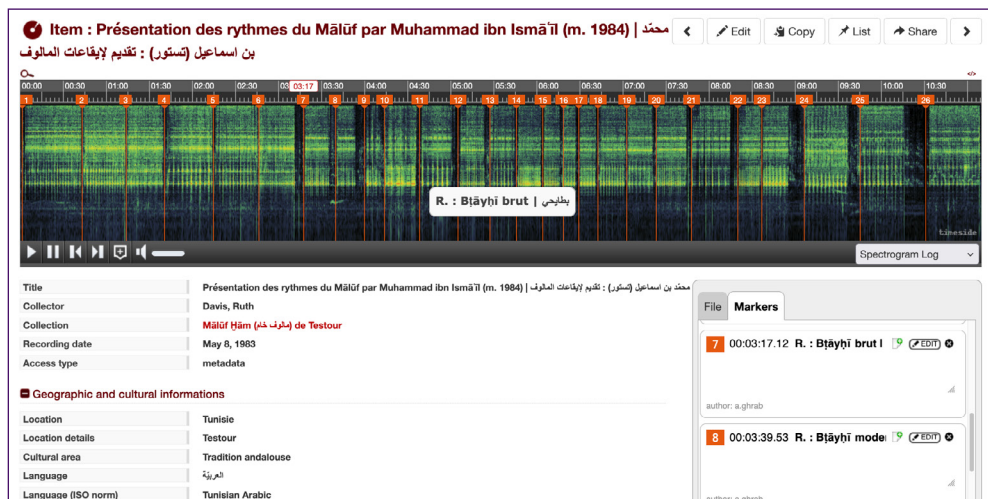 Item : Présentation des rythmes du Mālūf par Muhammad ibn Ismāʿīl (m. 1984) | محمّد
بن اسماعيل (تستور) : تقديم لإيقاعات المالوف
Edit
Copy
List
Share
00:00 00:30 01:00 01:30 02:00 02:30 03 03:17 03:30 04:00 04:30 05:00 05:30 06:00 06:30 07:00 07:30 08:00 08:30 09:00 09:30 10:00 10:30
1 2 3 4 5 6 7 8 9 10 11 12 13 14 15 16 17 18 19 20 21 22 23 24 25 26
R. : Bṭāyḥī brut | بطايحي
timeside
Spectrogram Log
Title Présentation des rythmes du Mālūf par Muhammad ibn Ismāʿīl (m. 1984) | محمّد بن اسماعيل (تستور) : تقديم لإيقاعات المالوف
Collector Davis, Ruth
Collection Mālūf Ḫām (مالوف خام) de Testour
Recording date May 8, 1983
Access type metadata
Geographic and cultural informations
Location Tunisie
Location details Testour
Cultural area Tradition andalouse
Language العربيّة
Language (ISO norm) Tunisian Arabic
File Markers
7 00:03:17.12 R. : Bṭāyḥī brut l EDIT
author: a.ghrab
8 00:03:39.53 R. : Bṭāyḥī mode EDIT
author: a.ghrab